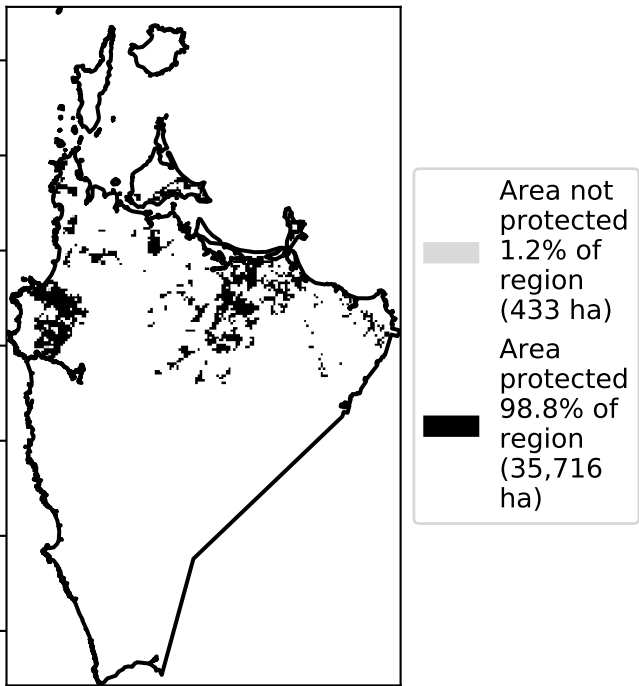 Area not
protected
1.2% of
region
(433 ha)
Area
protected
98.8% of
region
(35,716
ha)